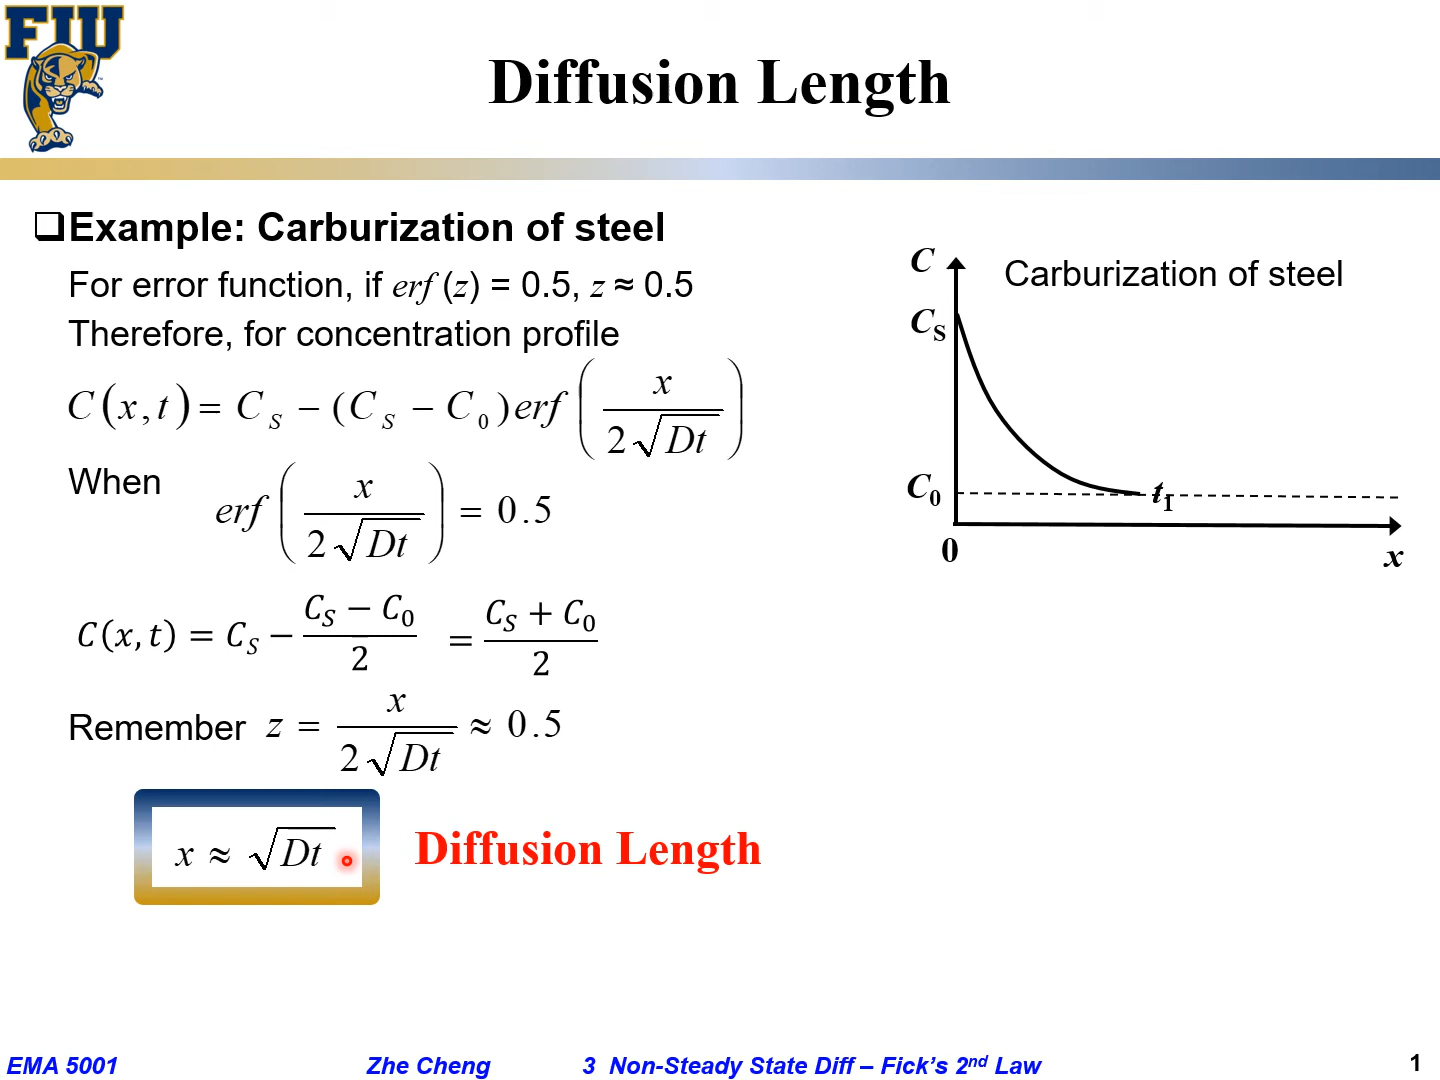 FIU
Diffusion Length
❑Example: Carburization of steel
For error function, if erf (z) = 0.5, z ≈ 0.5
Therefore, for concentration profile
C(x,t) = C_S − (C_S − C_0)erf(x / 2√Dt)
When
erf(x / 2√Dt) = 0.5
C(x,t) = C_S − (C_S − C_0)/2 = (C_S + C_0)/2
Remember z = x / 2√Dt ≈ 0.5
x ≈ √Dt
Diffusion Length
Carburization of steel
C
C_S
C_0
t_1
0
x
EMA 5001 Zhe Cheng 3 Non-Steady State Diff – Fick’s 2nd Law 1